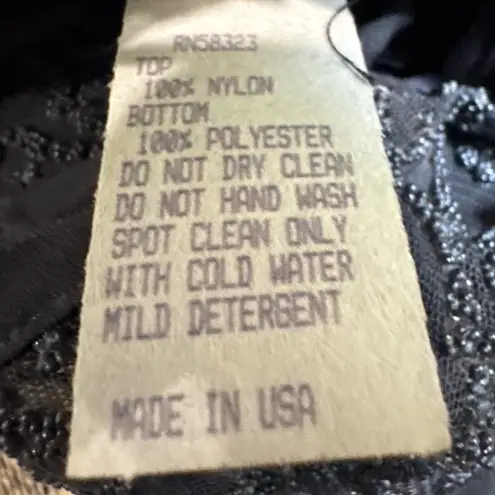 RN58323
TOP
100% NYLON
BOTTOM
100% POLYESTER
DO NOT DRY CLEAN
DO NOT HAND WASH
SPOT CLEAN ONLY
WITH COLD WATER
MILD DETERGENT
MADE IN USA